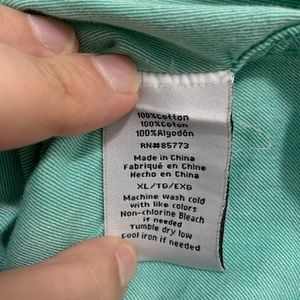 100%Cotton
100%Coton
100%Algodón
RN#85773
Made in China
Fabriqué en Chine
Hecho en China
XL/TG/EXG
Machine wash cold
with like colors
Non-chlorine Bleach
if needed
Tumble dry low
Cool iron if needed